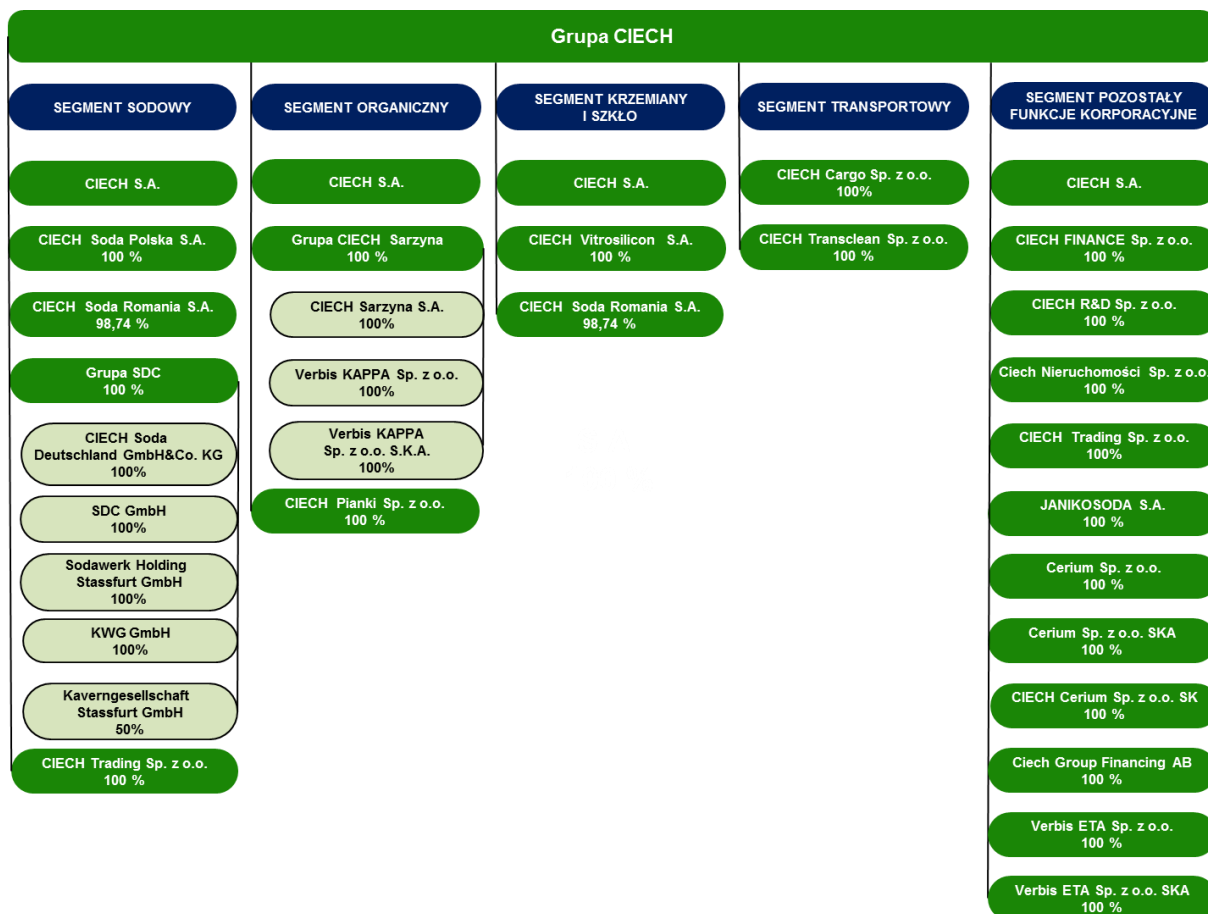 Grupa CIECH
SEGMENT SODOWY
CIECH S.A.
CIECH Soda Polska S.A.
100 %
CIECH Soda Romania S.A.
98,74 %
Grupa SDC
100 %
CIECH Soda
Deutschland GmbH&Co. KG
100%
SDC GmbH
100%
Sodawerk Holding
Stassfurt GmbH
100%
KWG GmbH
100%
Kaverngesellschaft
Stassfurt GmbH
50%
CIECH Trading Sp. z o.o.
100 %
SEGMENT ORGANICZNY
CIECH S.A.
Grupa CIECH Sarzyna
100 %
CIECH Sarzyna S.A.
100%
Verbis KAPPA Sp. z o.o.
100%
Verbis KAPPA
Sp. z o.o. S.K.A.
100%
CIECH Pianki Sp. z o.o.
100 %
SEGMENT KRZEMIANY
I SZKŁO
CIECH S.A.
CIECH Vitrosilicon S.A.
100 %
CIECH Soda Romania S.A.
98,74 %
SEGMENT TRANSPORTOWY
CIECH Cargo Sp. z o.o.
100%
CIECH Transclean Sp. z o.o.
100 %
SEGMENT POZOSTAŁY
FUNKCJE KORPORACYJNE
CIECH S.A.
CIECH FINANCE Sp. z o.o.
100 %
CIECH R&D Sp. z o.o.
100 %
Ciech Nieruchomości Sp. z o.o.
100 %
CIECH Trading Sp. z o.o.
100%
JANIKOSODA S.A.
100 %
Cerium Sp. z o.o.
100 %
Cerium Sp. z o.o. SKA
100 %
CIECH Cerium Sp. z o.o. SK
100 %
Ciech Group Financing AB
100 %
Verbis ETA Sp. z o.o.
100 %
Verbis ETA Sp. z o.o. SKA
100 %